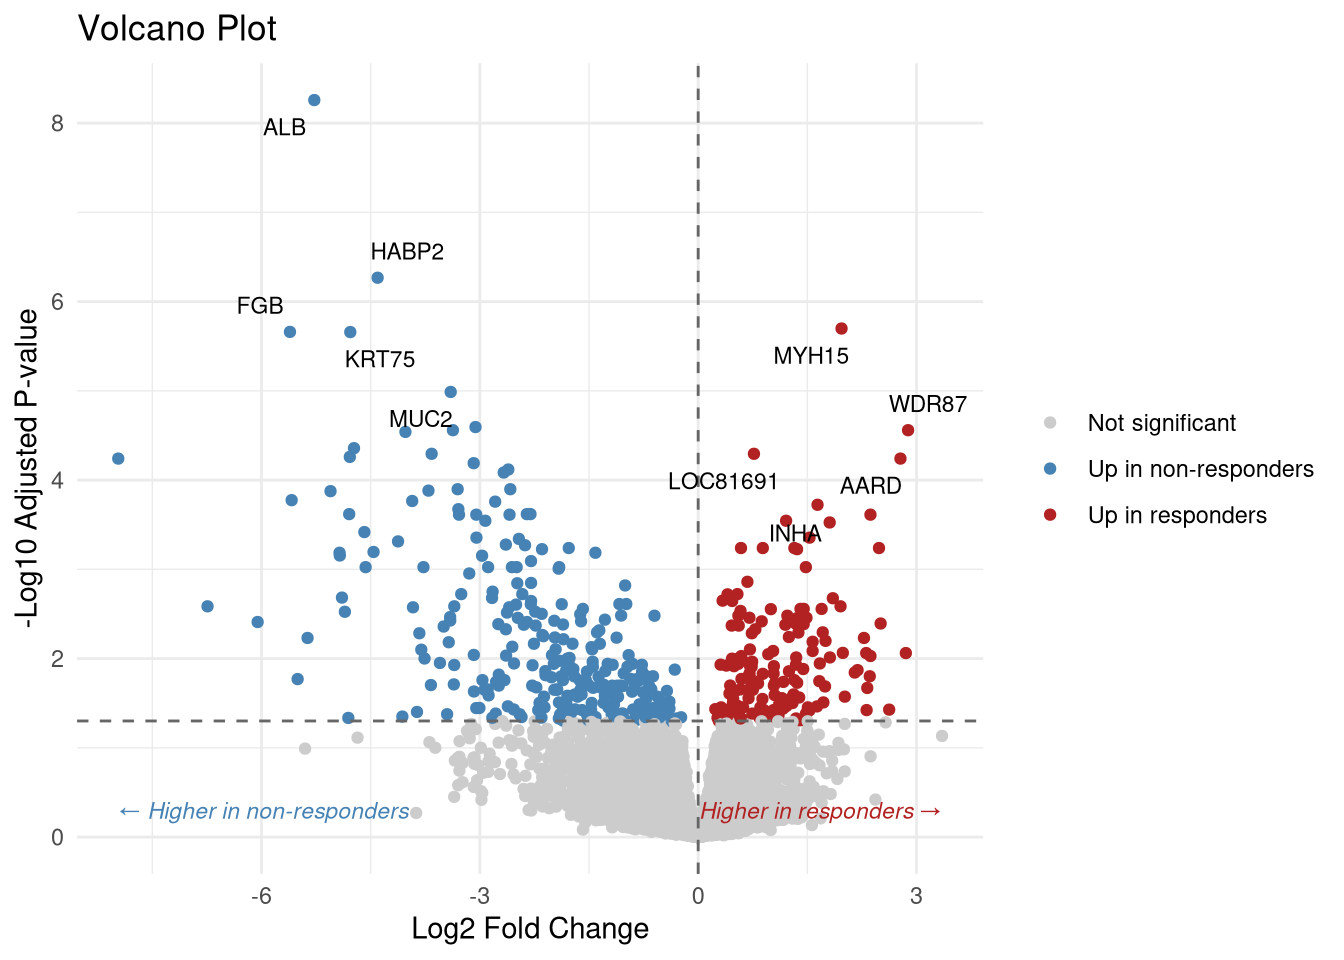 Volcano Plot
-Log10 Adjusted P-value
8
6
4
2
0
ALB
HABP2
FGB
KRT75
MUC2
MYH15
WDR87
LOC81691
AARD
INHA
← Higher in non-responders
Higher in responders →
-6
-3
0
3
Log2 Fold Change
Not significant
Up in non-responders
Up in responders